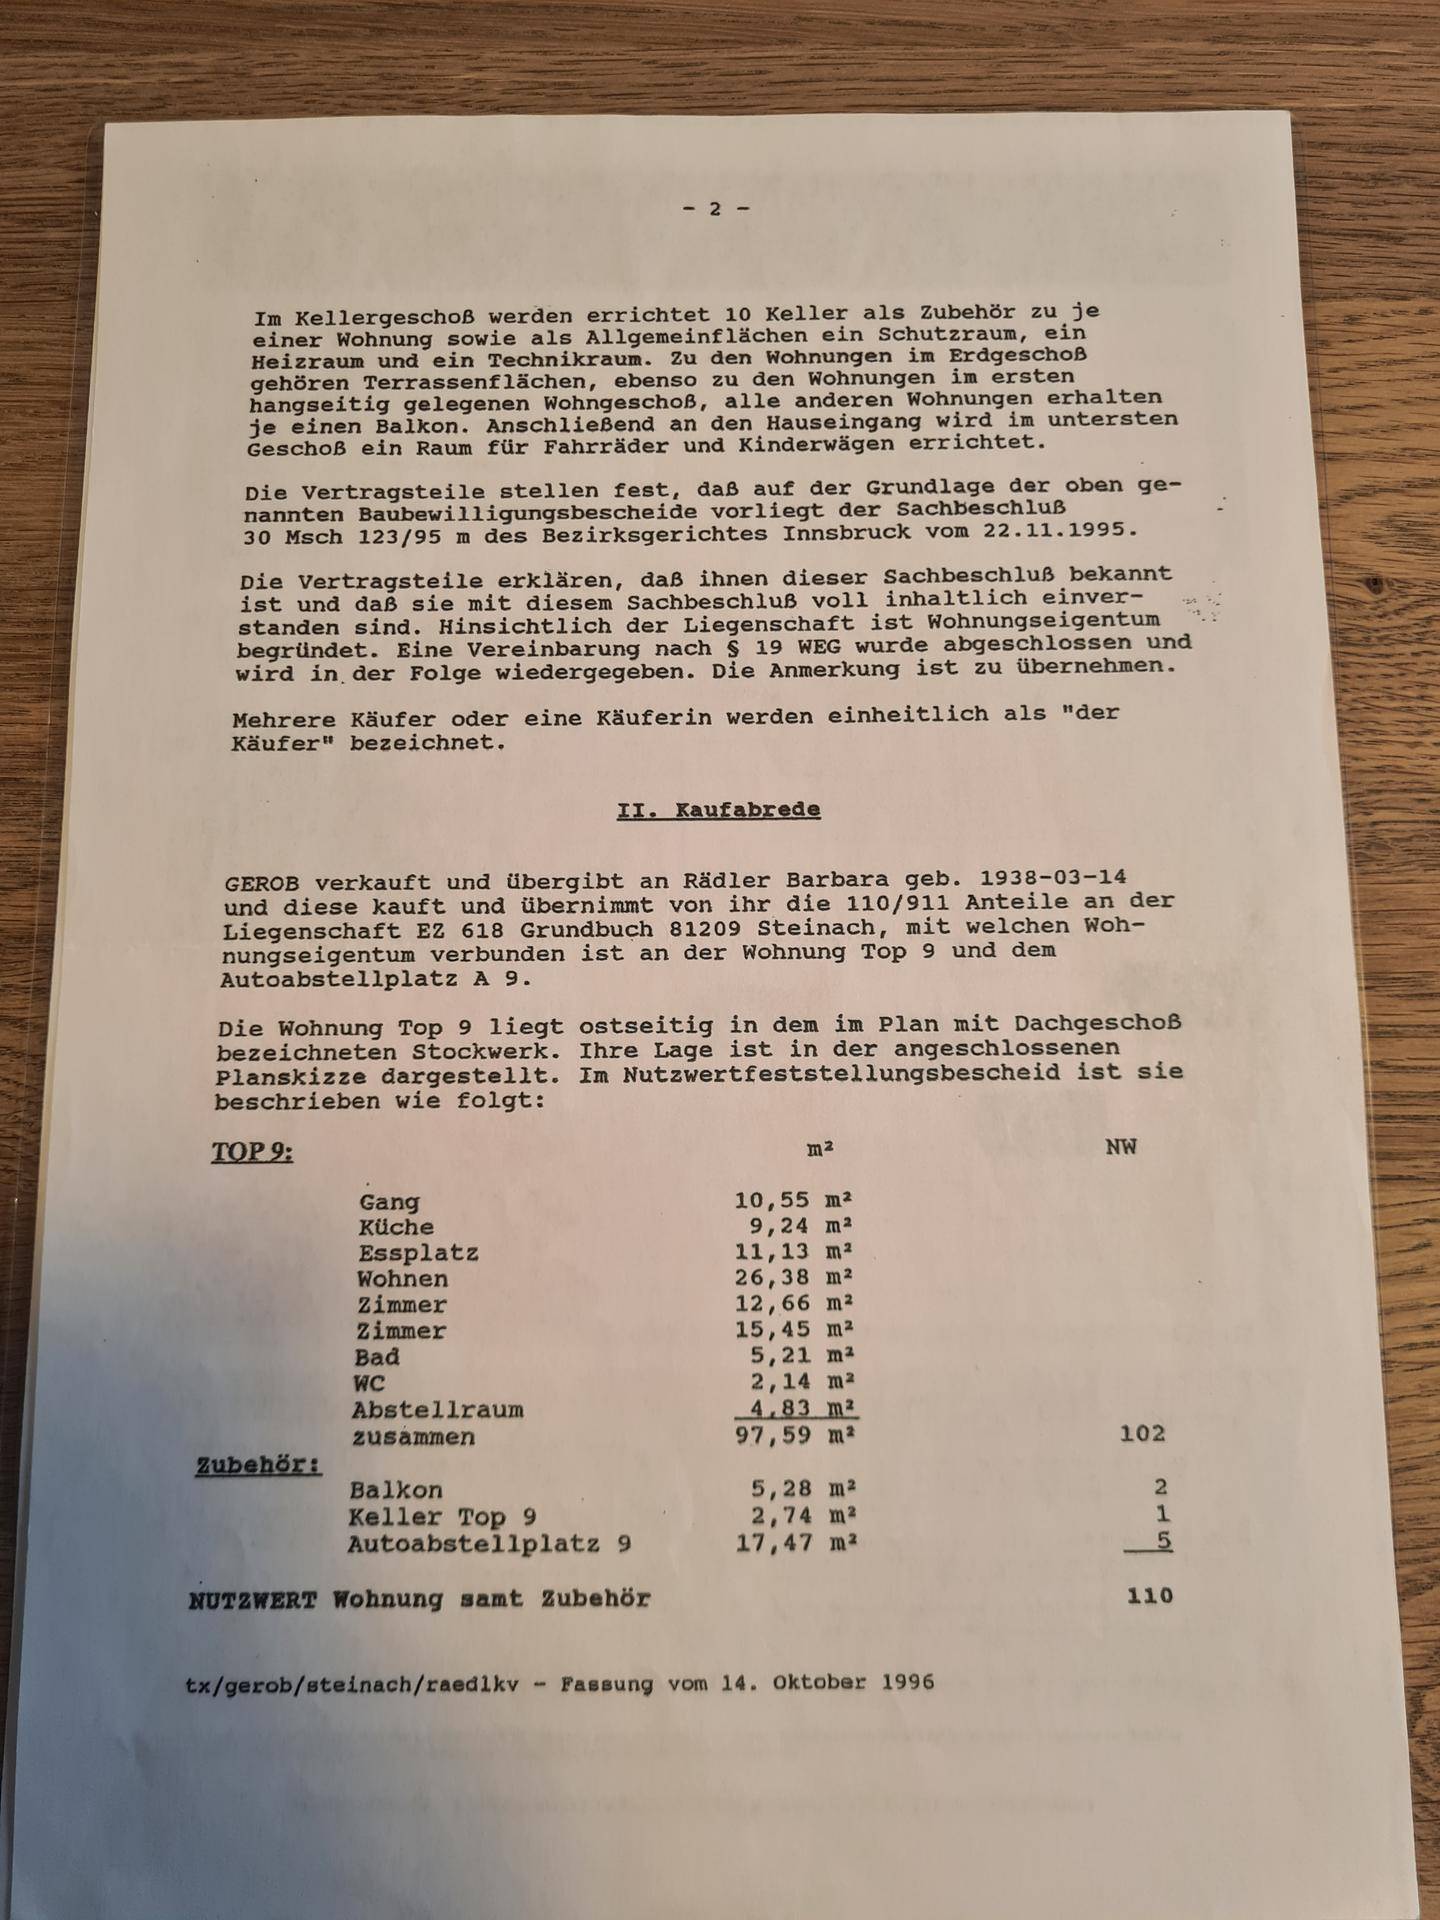 - 2 -
Im Kellergeschoß werden errichtet 10 Keller als Zubehör zu je
einer Wohnung sowie als Allgemeinflächen ein Schutzraum, ein
Heizraum und ein Technikraum. Zu den Wohnungen im Erdgeschoß
gehören Terrassenflächen, ebenso zu den Wohnungen im ersten
hangseitig gelegenen Wohngeschoß, alle anderen Wohnungen erhalten
je einen Balkon. Anschließend an den Hauseingang wird im untersten
Geschoß ein Raum für Fahrräder und Kinderwägen errichtet.
Die Vertragsteile stellen fest, daß auf der Grundlage der oben ge-
nannten Baubewilligungsbescheide vorliegt der Sachbeschluß
30 Msch 123/95 m des Bezirksgerichtes Innsbruck vom 22.11.1995.
Die Vertragsteile erklären, daß ihnen dieser Sachbeschluß bekannt
ist und daß sie mit diesem Sachbeschluß voll inhaltlich einver-
standen sind. Hinsichtlich der Liegenschaft ist Wohnungseigentum
begründet. Eine Vereinbarung nach § 19 WEG wurde abgeschlossen und
wird in der Folge wiedergegeben. Die Anmerkung ist zu übernehmen.
Mehrere Käufer oder eine Käuferin werden einheitlich als "der
Käufer" bezeichnet.
II. Kaufabrede
GEROB verkauft und übergibt an Rädler Barbara geb. 1938-03-14
und diese kauft und übernimmt von ihr die 110/911 Anteile an der
Liegenschaft EZ 618 Grundbuch 81209 Steinach, mit welchen Woh-
nungseigentum verbunden ist an der Wohnung Top 9 und dem
Autoabstellplatz A 9.
Die Wohnung Top 9 liegt ostseitig in dem im Plan mit Dachgeschoß
bezeichneten Stockwerk. Ihre Lage ist in der angeschlossenen
Planskizze dargestellt. Im Nutzwertfeststellungsbescheid ist sie
beschrieben wie folgt:
TOP 9: m² NW
Gang 10,55 m²
Küche 9,24 m²
Essplatz 11,13 m²
Wohnen 26,38 m²
Zimmer 12,66 m²
Zimmer 15,45 m²
Bad 5,21 m²
WC 2,14 m²
Abstellraum 4,83 m²
zusammen 97,59 m² 102
Zubehör:
Balkon 5,28 m² 2
Keller Top 9 2,74 m² 1
Autoabstellplatz 9 17,47 m² 5
NUTZWERT Wohnung samt Zubehör 110
tx/gerob/steinach/raedlkv - Fassung vom 14. Oktober 1996